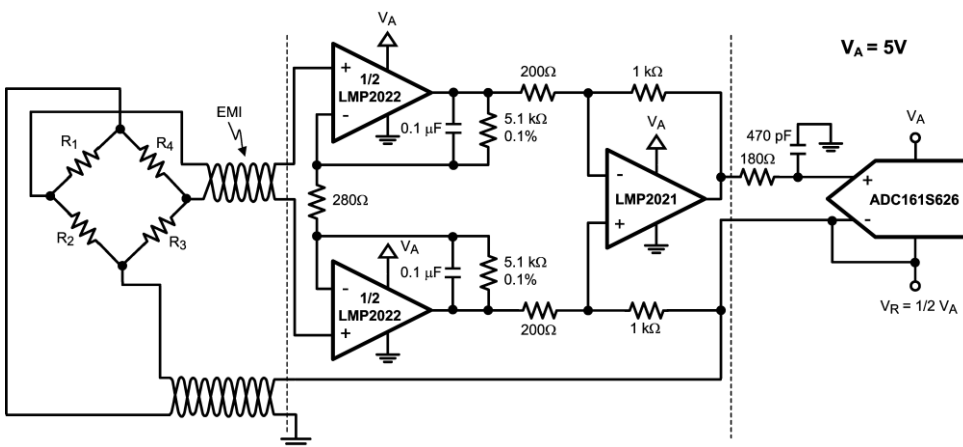 V_A = 5V
V_A
EMI
R_1
R_4
R_2
R_3
+
1/2
LMP2022
-
0.1 µF
5.1 kΩ
0.1%
200Ω
1 kΩ
280Ω
V_A
-
LMP2021
+
470 pF
180Ω
V_A
+
ADC161S626
-
V_R = 1/2 V_A
V_A
-
1/2
LMP2022
+
0.1 µF
5.1 kΩ
0.1%
200Ω
1 kΩ